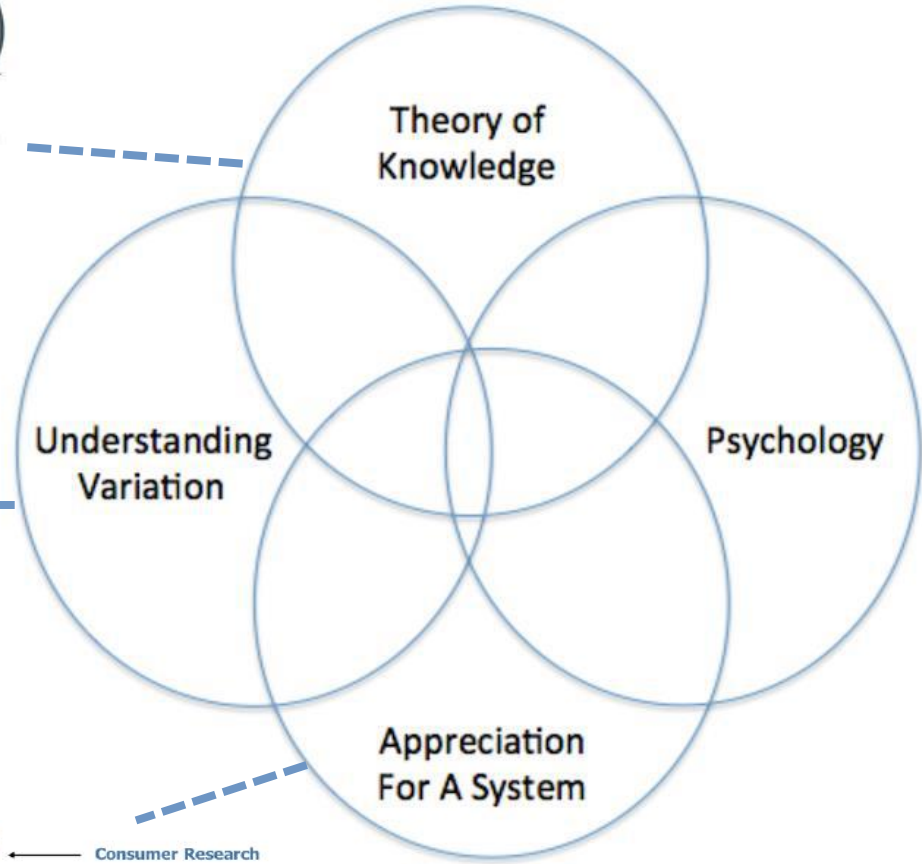 Theory of
Knowledge
Understanding
Variation
Psychology
Appreciation
For A System
Consumer Research